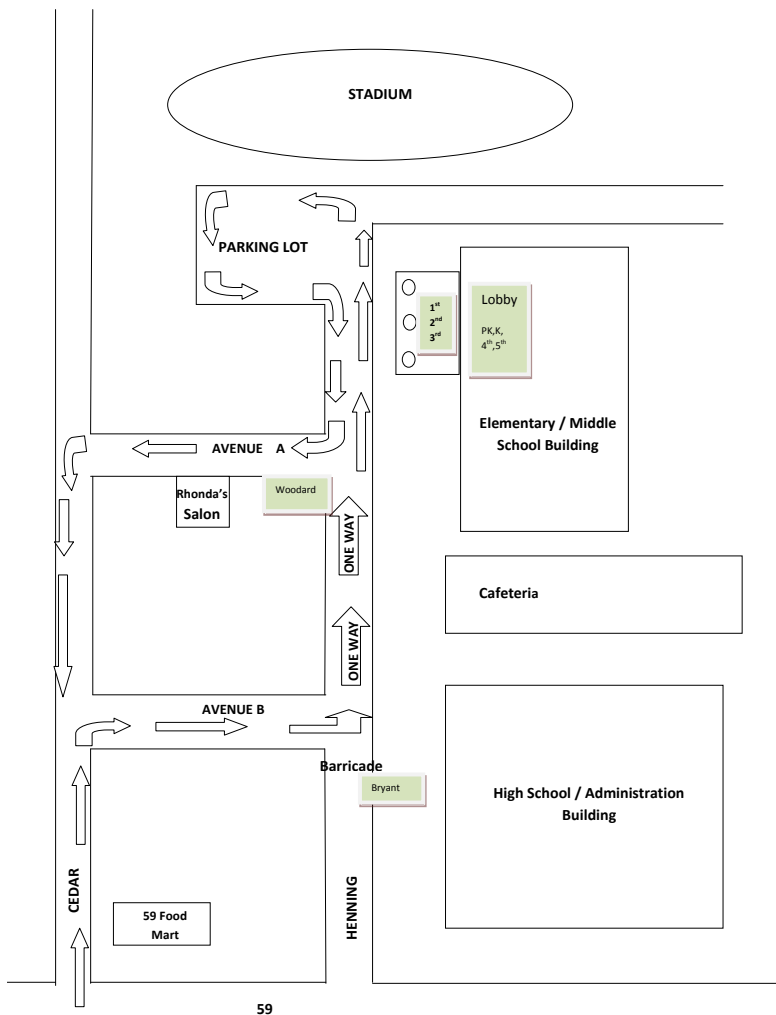 STADIUM
PARKING LOT
1st
2nd
3rd
Lobby
PK,K,
4th,5th
Elementary / Middle
School Building
AVENUE A
Rhonda's
Salon
Woodard
ONE WAY
Cafeteria
ONE WAY
AVENUE B
Barricade
Bryant
High School / Administration
Building
CEDAR
59 Food
Mart
HENNING
59